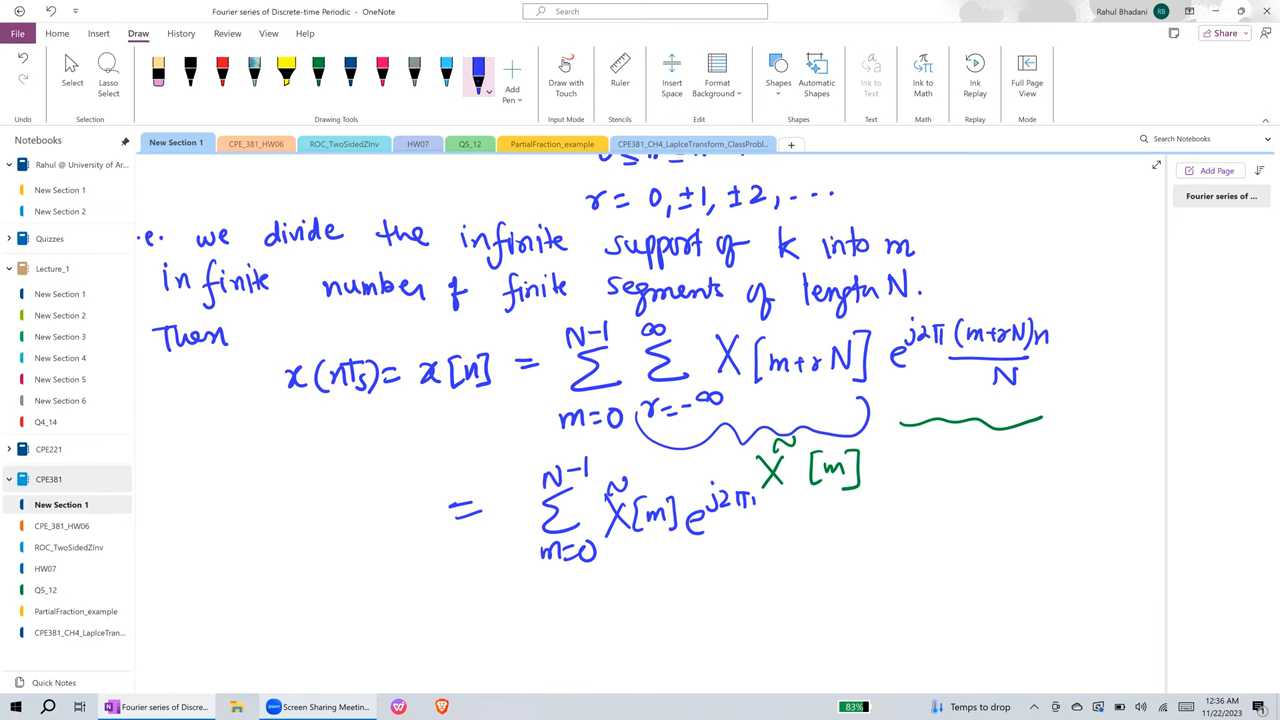 Fourier series of Discrete-time Periodic - OneNote
Search
Rahul Bhadani
RB
File Home Insert Draw History Review View Help
Share
Select
Lasso Select
Add Pen
Draw with Touch
Ruler
Insert Space
Format Background
Shapes
Automatic Shapes
Ink to Text
Ink to Math
Ink Replay
Full Page View
Undo
Selection
Drawing Tools
Input Mode
Stencils
Edit
Convert
Replay
View
Notebooks
New Section 1
CPE_381_HW06
ROC_TwoSidedZInv
HW07
Q5_12
PartialFraction_example
CPE381_CH4_LaplceTransform_ClassProbl...
Search Notebooks
Rahul @ University of Ar...
New Section 1
New Section 2
Quizzes
Lecture_1
New Section 1
New Section 2
New Section 3
New Section 4
New Section 5
New Section 6
Q4_14
CPE221
CPE381
New Section 1
CPE_381_HW06
ROC_TwoSidedZInv
HW07
Q5_12
PartialFraction_example
CPE381_CH4_LaplceTran...
Quick Notes
r = 0, ±1, ±2, ...
.e. we divide the infinite support of k into m
infinite number of finite segments of length N.
Then
x(nTs) = x[n] = Σ_{m=0}^{N-1} Σ_{r=-∞}^{∞} X[m+rN] e^{j2π(m+rN)n/N}
X̃[m]
= Σ_{m=0}^{N-1} X̃[m] e^{j2π
Add Page
Fourier series of ...
Fourier series of Discre...
Screen Sharing Meetin...
83%
Temps to drop
12:36 AM
11/22/2023